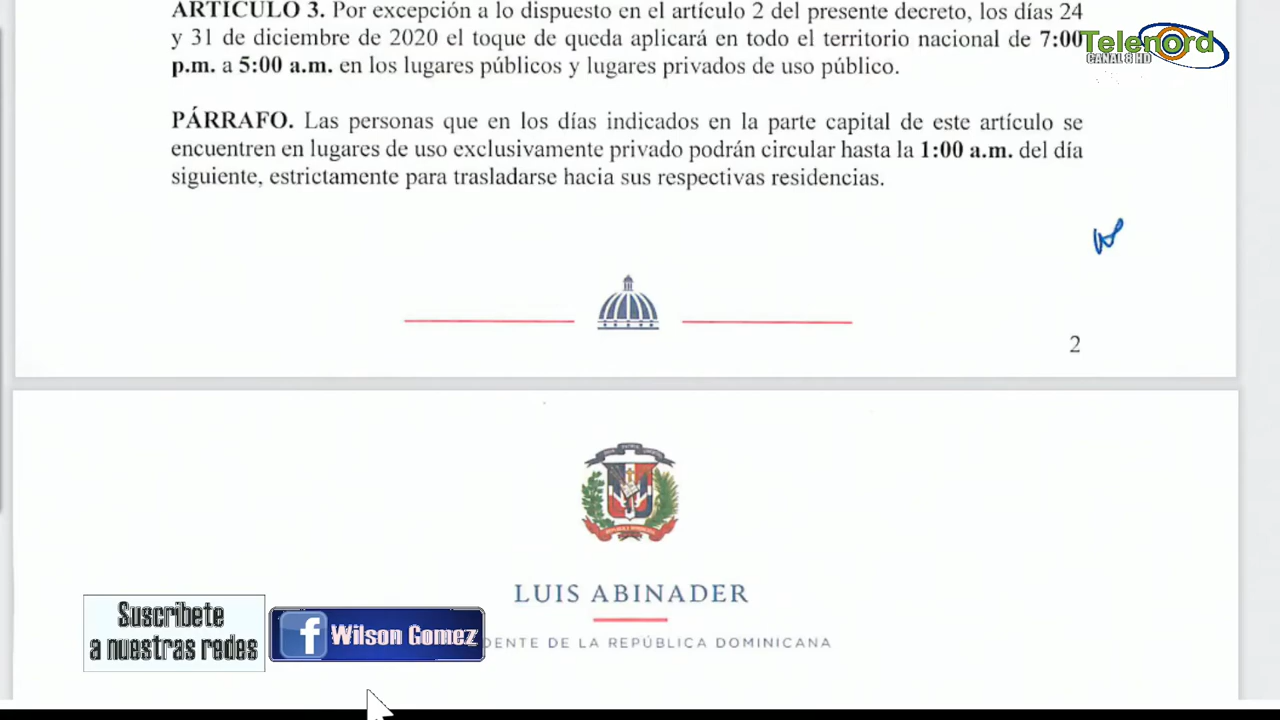 ARTÍCULO 3. Por excepción a lo dispuesto en el artículo 2 del presente decreto, los días 24
y 31 de diciembre de 2020 el toque de queda aplicará en todo el territorio nacional de 7:00
p.m. a 5:00 a.m. en los lugares públicos y lugares privados de uso público.
Telenord
CANAL 8 HD
PÁRRAFO. Las personas que en los días indicados en la parte capital de este artículo se
encuentren en lugares de uso exclusivamente privado podrán circular hasta la 1:00 a.m. del día
siguiente, estrictamente para trasladarse hacia sus respectivas residencias.
2
LUIS ABINADER
DENTE DE LA REPÚBLICA DOMINICANA
Suscribete
a nuestras redes
f Wilson Gomez